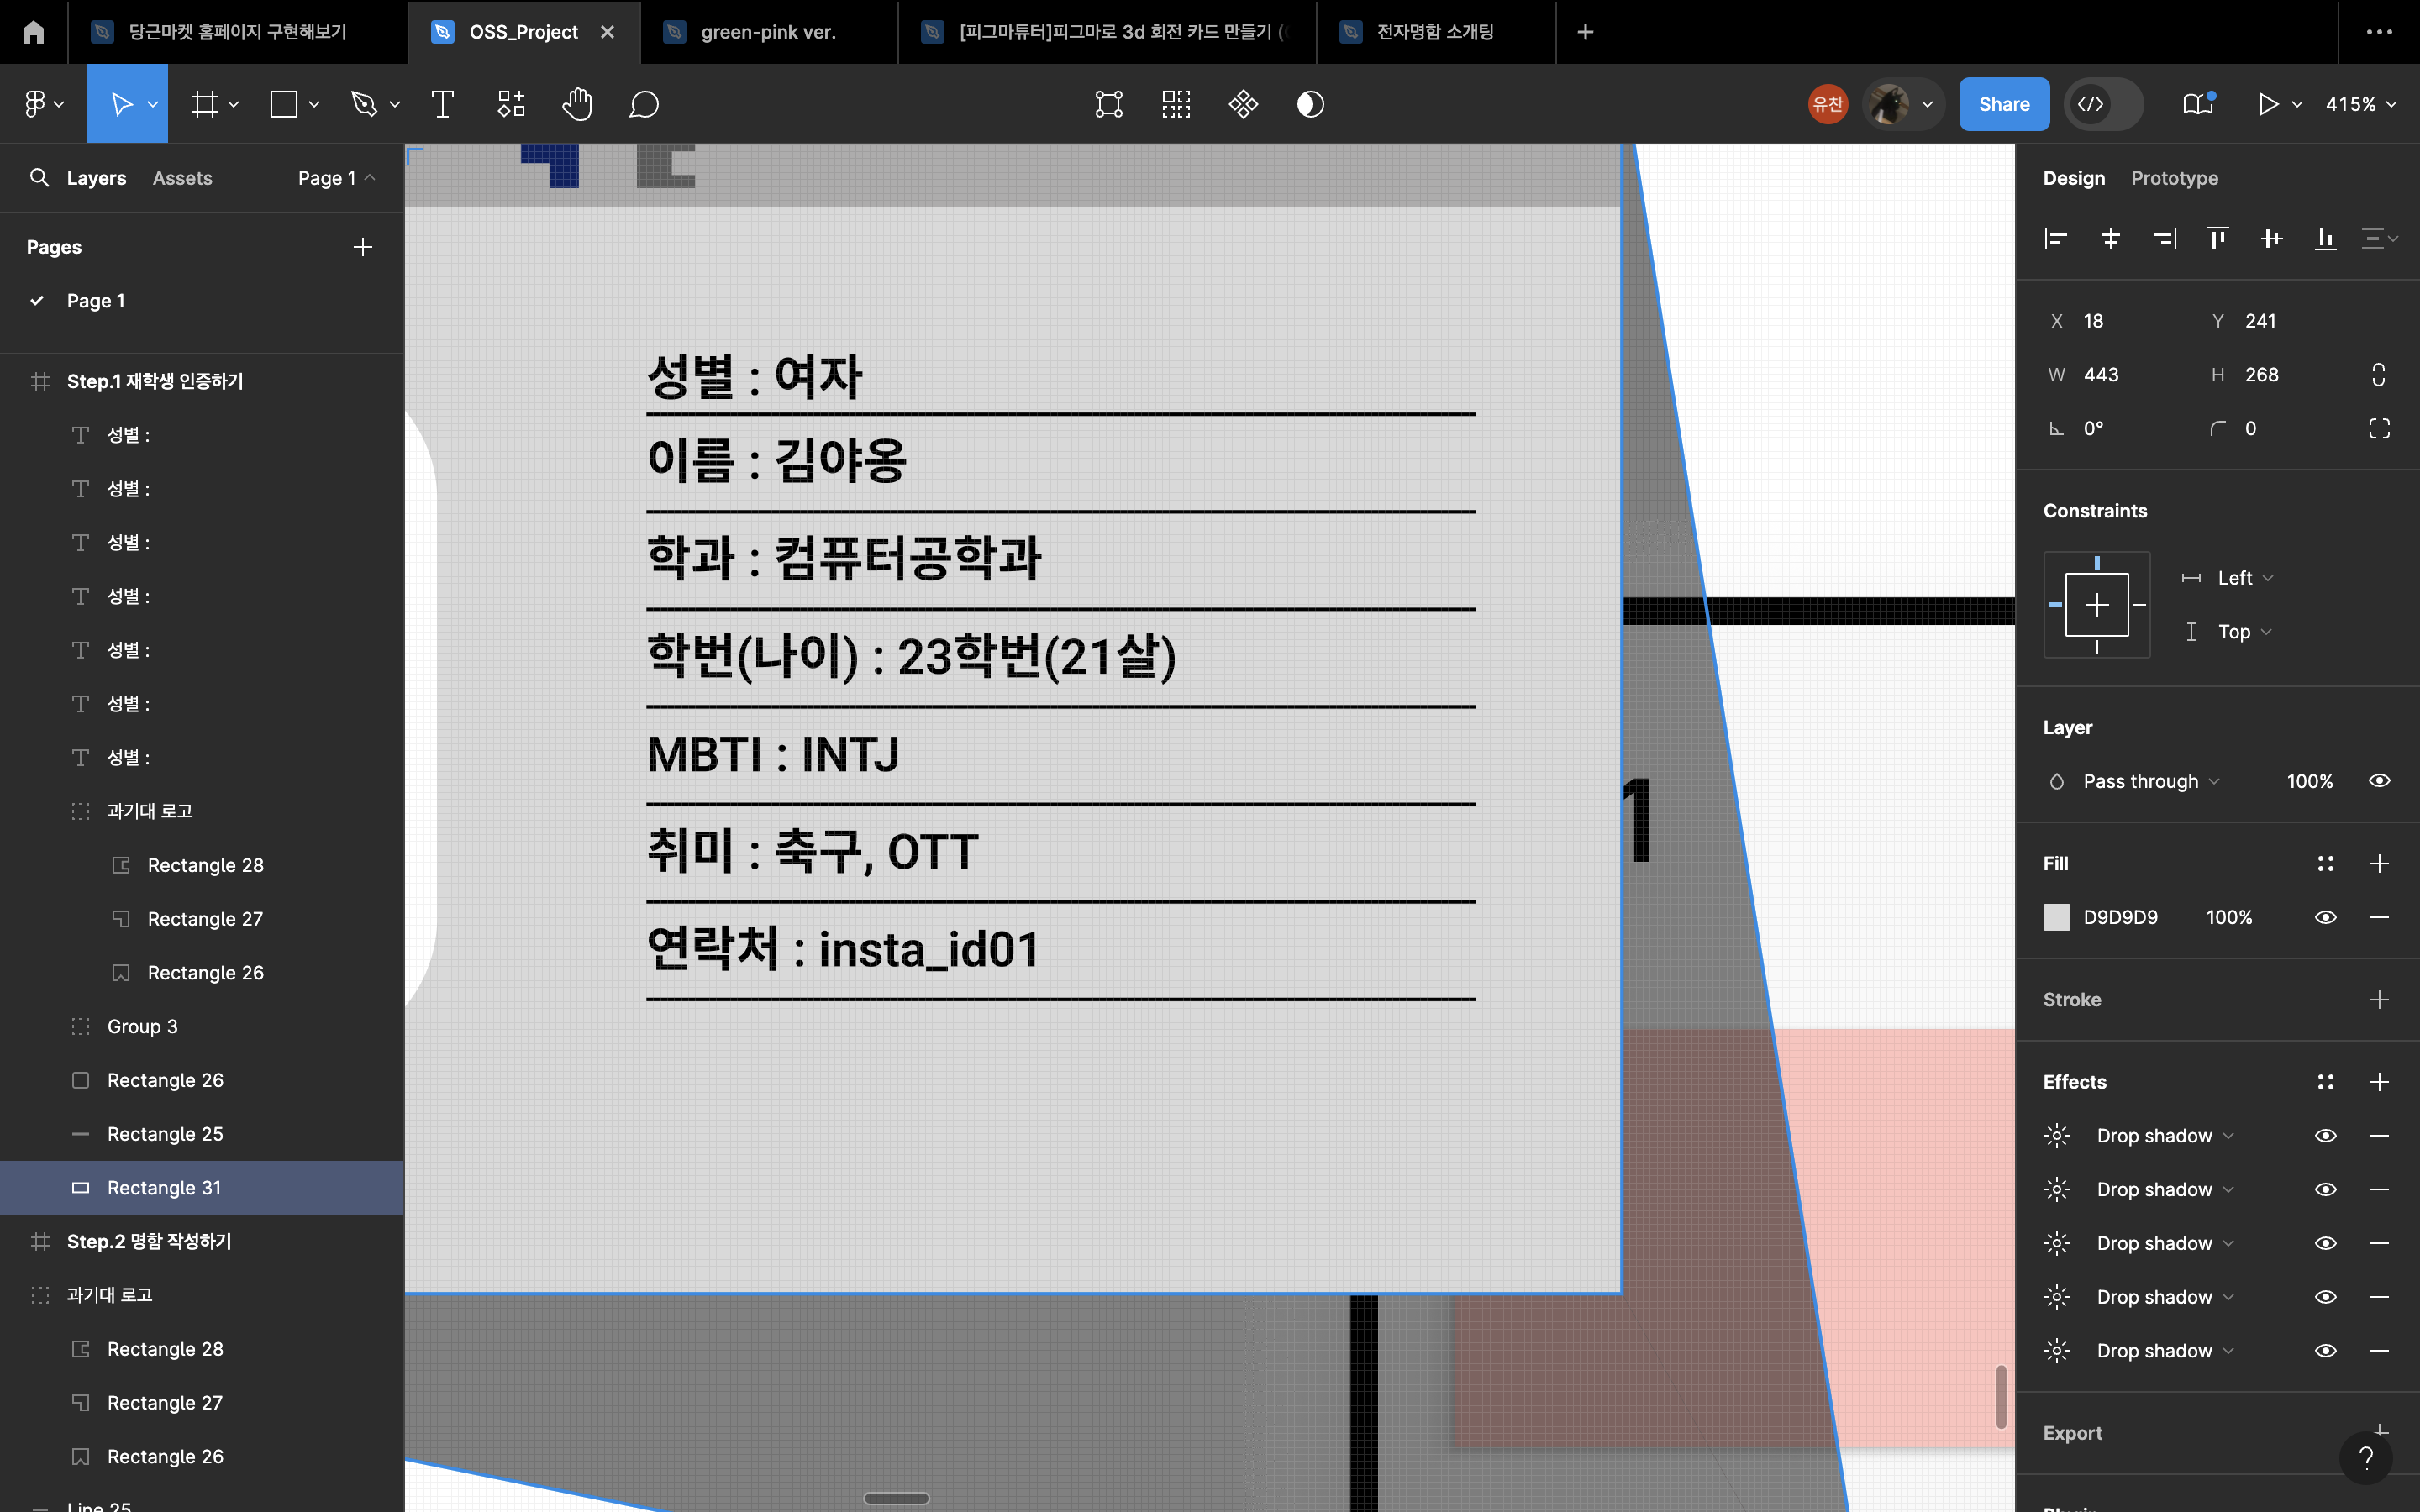 당근마켓 홈페이지 구현해보기
OSS_Project
green-pink ver.
[피그마튜터]피그마로 3d 회전 카드 만들기 (
전자명함 소개팅
유찬
Share
415%
Layers
Assets
Page 1
Pages
Page 1
Step.1 재학생 인증하기
성별 :
성별 :
성별 :
성별 :
성별 :
성별 :
성별 :
과기대 로고
Rectangle 28
Rectangle 27
Rectangle 26
Group 3
Rectangle 26
Rectangle 25
Rectangle 31
Step.2 명함 작성하기
과기대 로고
Rectangle 28
Rectangle 27
Rectangle 26
Line 25
성별 : 여자
이름 : 김야옹
학과 : 컴퓨터공학과
학번(나이) : 23학번(21살)
MBTI : INTJ
취미 : 축구, OTT
연락처 : insta_id01
1
Design
Prototype
X 18
Y 241
W 443
H 268
0°
0
Constraints
Left
Top
Layer
Pass through
100%
Fill
D9D9D9
100%
Stroke
Effects
Drop shadow
Drop shadow
Drop shadow
Drop shadow
Drop shadow
Export
?